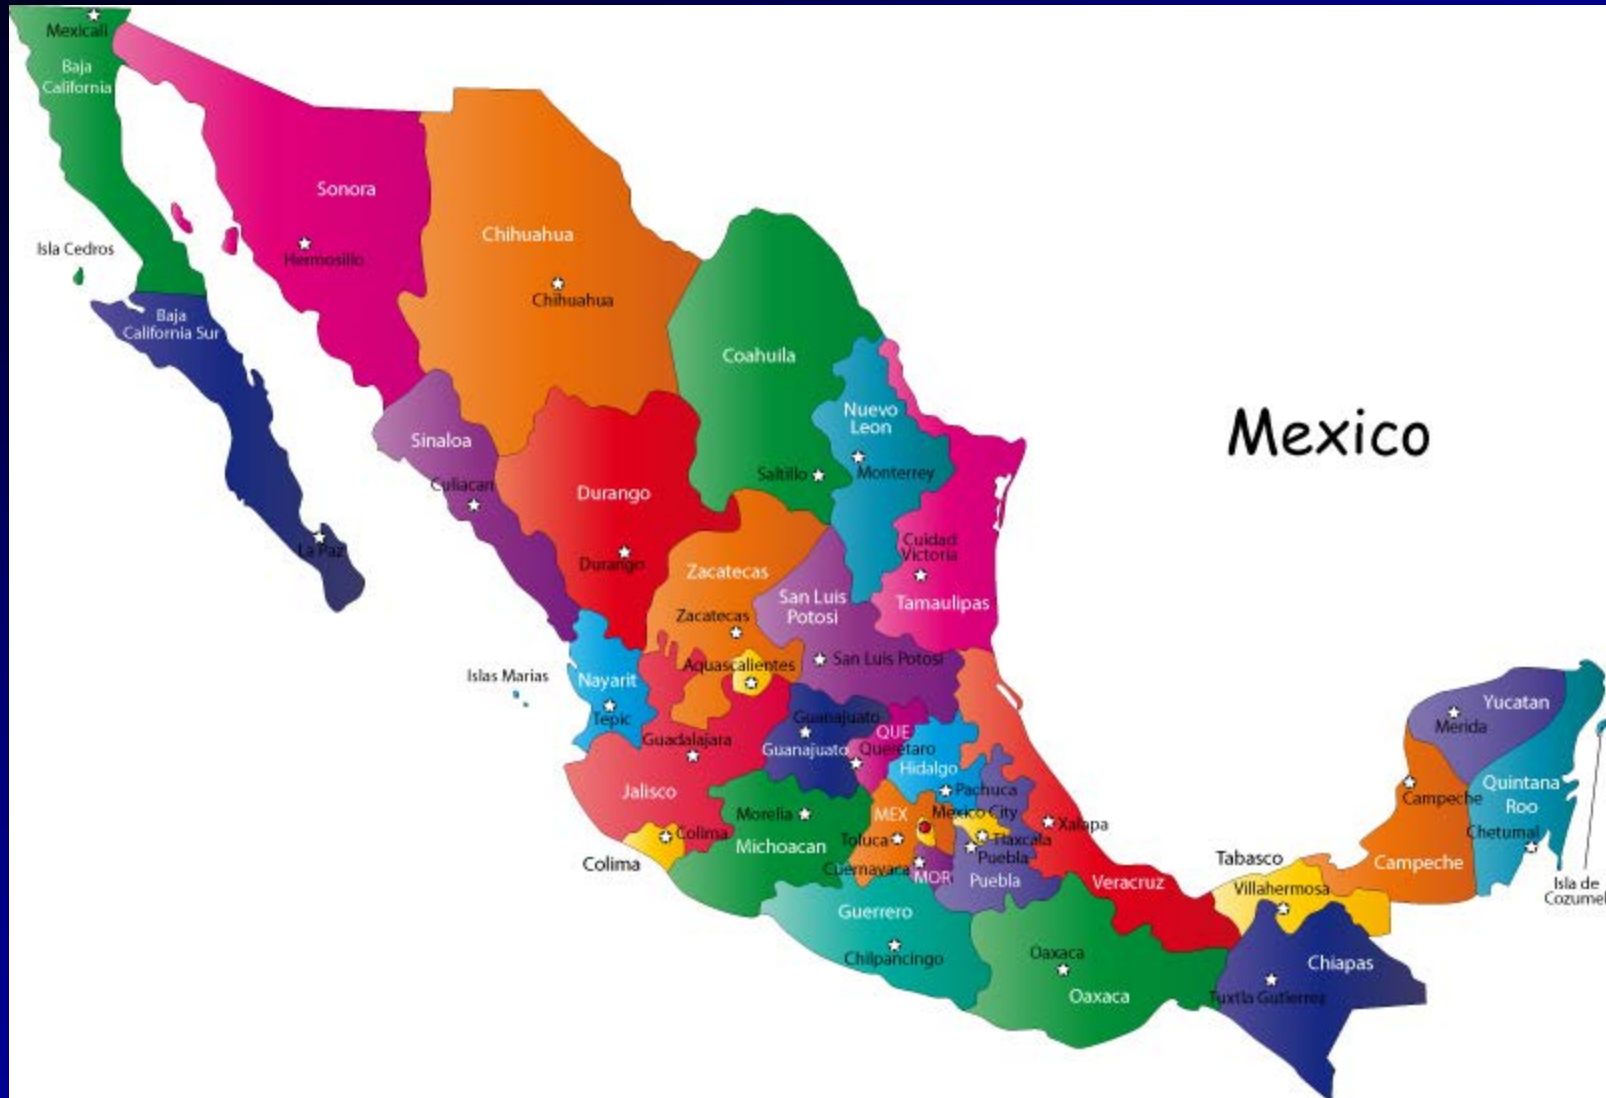 Mexicali
Baja
California
Sonora
Hermosillo
Isla Cedros
Chihuahua
Chihuahua
Baja
California Sur
Coahuila
Nuevo
Leon
Mexico
Sinaloa
Saltillo
Monterrey
Culiacan
Durango
Cuidad
Victoria
La Paz
Durango
Zacatecas
San Luis
Potosi
Tamaulipas
Zacatecas
San Luis Potosi
Aquascalientes
Islas Marias
Nayarit
Tepic
Yucatan
Merida
Guanajuato
QUE
Guadalajara
Guanajuato
Queretaro
Hidalgo
Quintana
Roo
Jalisco
Pachuca
Campeche
Morelia
MEX
Mexico City
Xalapa
Colima
Toluca
Tlaxcala
Chetumal
Michoacan
Puebla
Colima
Cuernavaca
MOR
Puebla
Veracruz
Tabasco
Campeche
Villahermosa
Isla de
Cozumel
Guerrero
Chilpancingo
Oaxaca
Oaxaca
Chiapas
Tuxtla Gutierrez